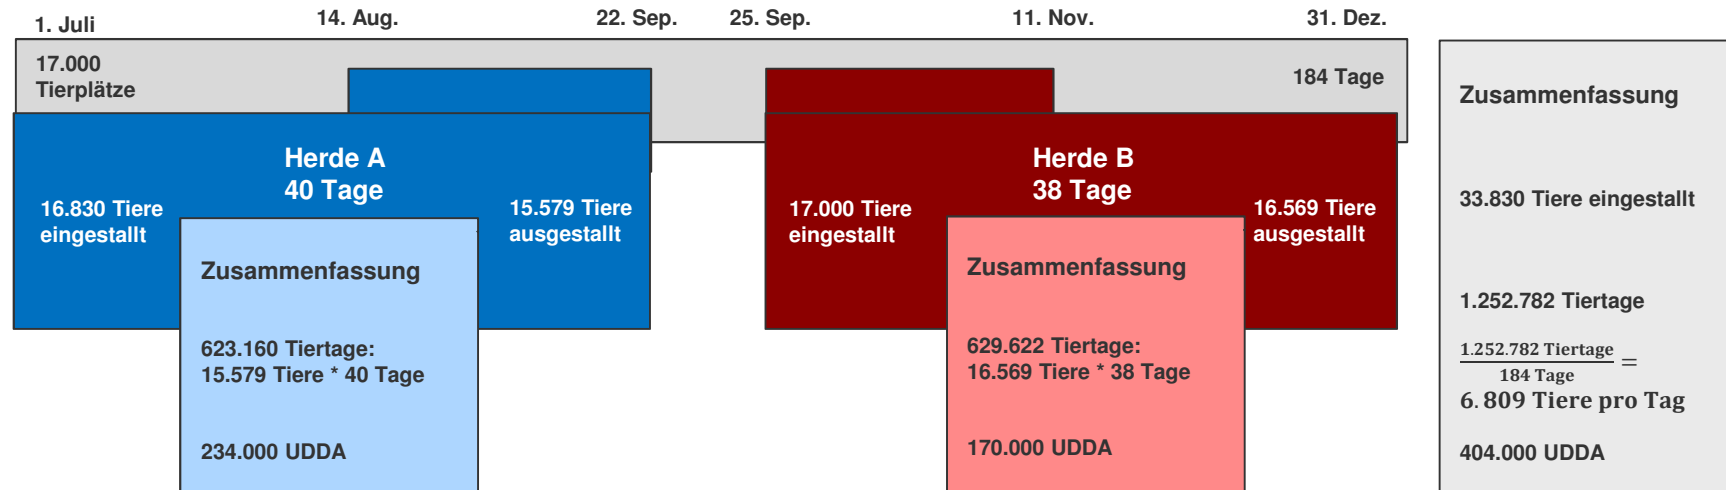 1. Juli
14. Aug.
22. Sep.
25. Sep.
11. Nov.
31. Dez.
17.000
Tierplätze
184 Tage
Herde A
40 Tage
16.830 Tiere
eingestallt
15.579 Tiere
ausgestallt
Zusammenfassung
623.160 Tiertage:
15.579 Tiere * 40 Tage
234.000 UDDA
Herde B
38 Tage
17.000 Tiere
eingestallt
16.569 Tiere
ausgestallt
Zusammenfassung
629.622 Tiertage:
16.569 Tiere * 38 Tage
170.000 UDDA
Zusammenfassung
33.830 Tiere eingestallt
1.252.782 Tiertage
1.252.782 Tiertage
184 Tage
=
6.809 Tiere pro Tag
404.000 UDDA